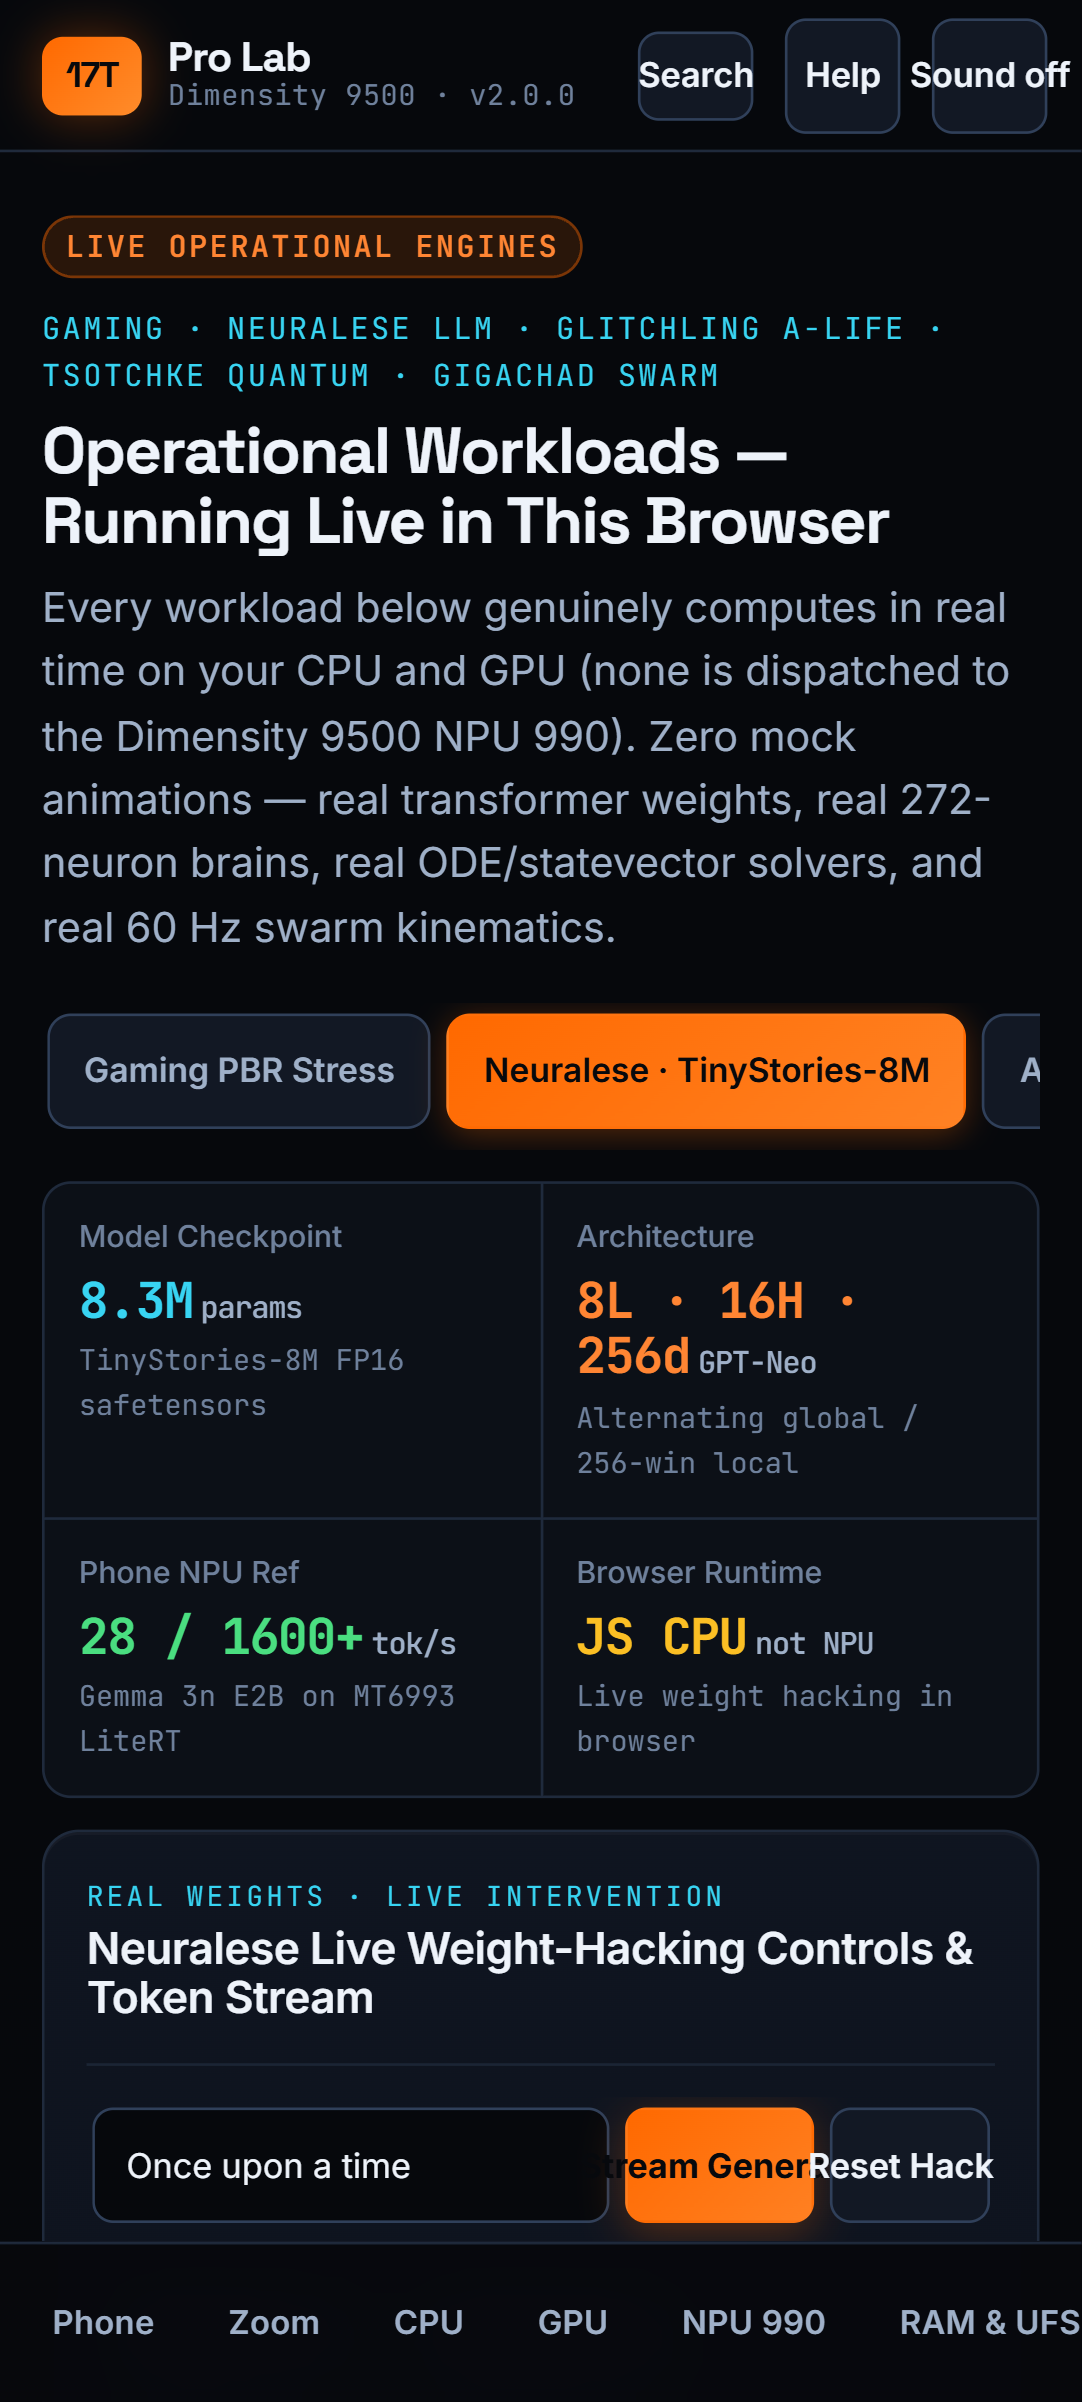 17T
Pro Lab
Dimensity 9500 · v2.0.0
Search
Help
Sound off
LIVE OPERATIONAL ENGINES
GAMING · NEURALESE LLM · GLITCHLING A-LIFE ·
TSOTCHKE QUANTUM · GIGACHAD SWARM
Operational Workloads —
Running Live in This Browser
Every workload below genuinely computes in real
time on your CPU and GPU (none is dispatched to
the Dimensity 9500 NPU 990). Zero mock
animations — real transformer weights, real 272-
neuron brains, real ODE/statevector solvers, and
real 60 Hz swarm kinematics.
Gaming PBR Stress
Neuralese · TinyStories-8M
Model Checkpoint
8.3M params
TinyStories-8M FP16
safetensors
Architecture
8L · 16H ·
256d GPT-Neo
Alternating global /
256-win local
Phone NPU Ref
28 / 1600+ tok/s
Gemma 3n E2B on MT6993
LiteRT
Browser Runtime
JS CPU not NPU
Live weight hacking in
browser
REAL WEIGHTS · LIVE INTERVENTION
Neuralese Live Weight-Hacking Controls &
Token Stream
Once upon a time
tream Gener
Reset Hack
Phone
Zoom
CPU
GPU
NPU 990
RAM & UFS